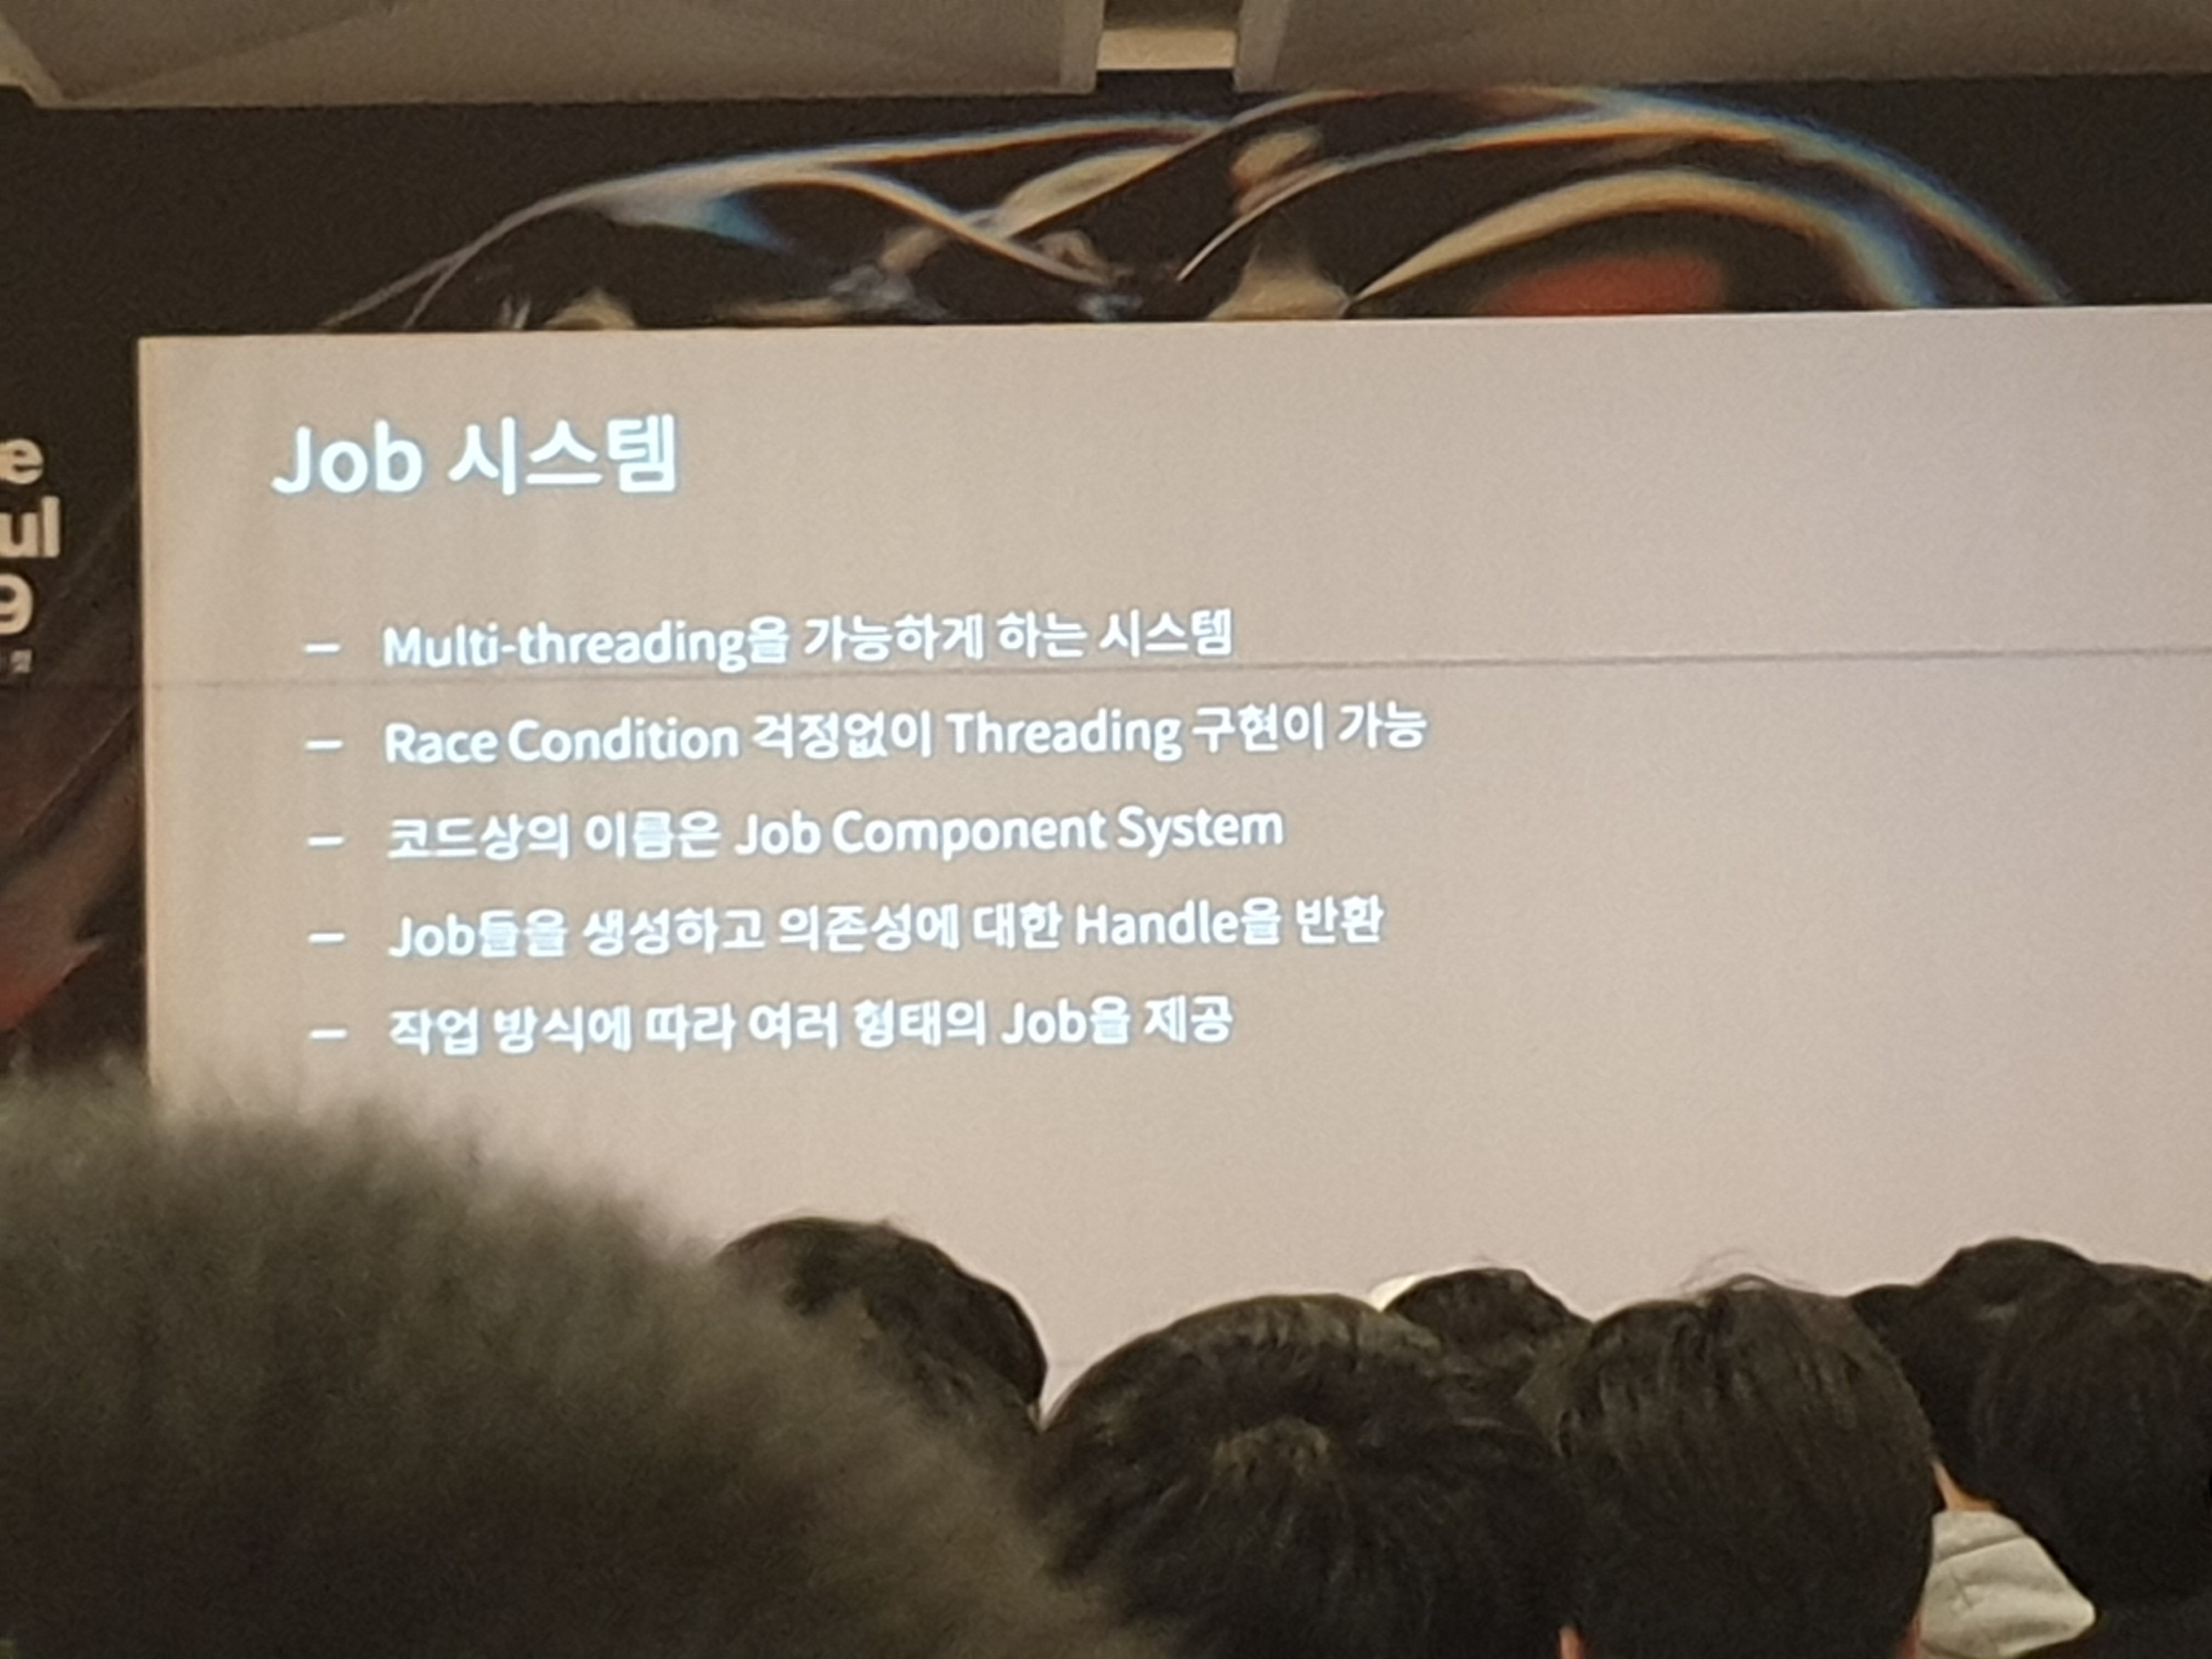 Job 시스템
Multi-threading을 가능하게 하는 시스템
Race Condition 걱정없이 Threading 구현이 가능
코드상의 이름은 Job Component System
Job들을 생성하고 의존성에 대한 Handle을 반환
작업 방식에 따라 여러 형태의 Job을 제공
e
ul
9